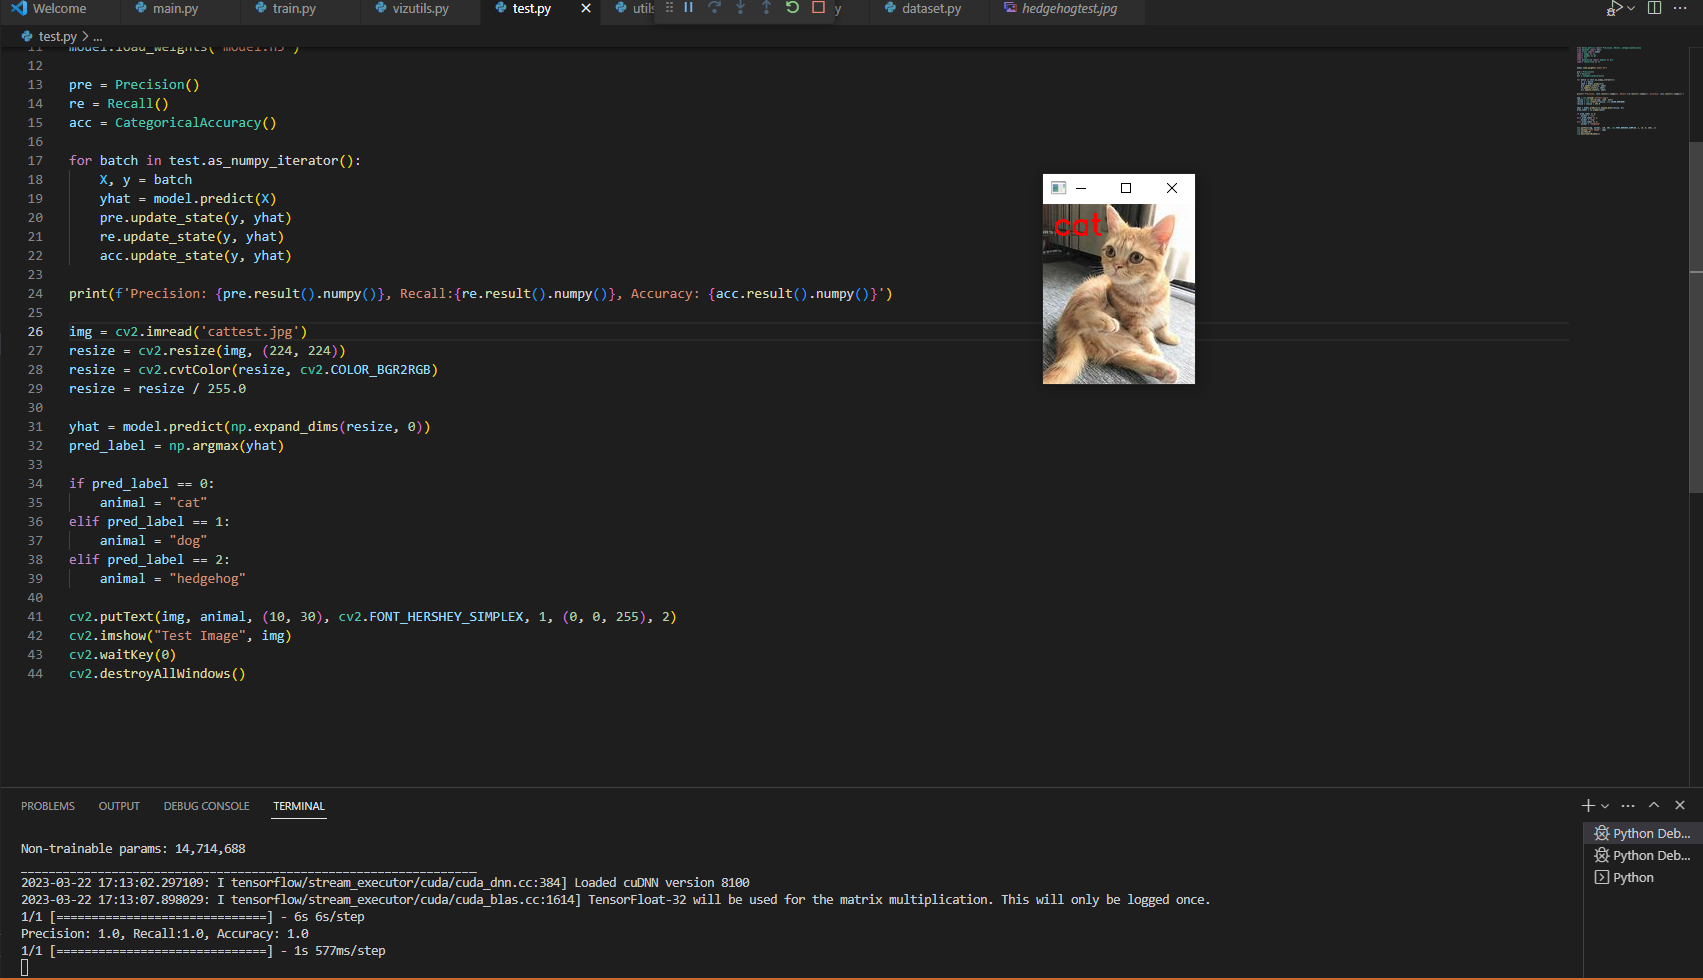 Welcome main.py train.py vizutils.py test.py utils y dataset.py hedgehogtest.jpg
test.py > ...
11 model.load_weights('model.h5')
12
13 pre = Precision()
14 re = Recall()
15 acc = CategoricalAccuracy()
16
17 for batch in test.as_numpy_iterator():
18 X, y = batch
19 yhat = model.predict(X)
20 pre.update_state(y, yhat)
21 re.update_state(y, yhat)
22 acc.update_state(y, yhat)
23
24 print(f'Precision: {pre.result().numpy()}, Recall:{re.result().numpy()}, Accuracy: {acc.result().numpy()}')
25
26 img = cv2.imread('cattest.jpg')
27 resize = cv2.resize(img, (224, 224))
28 resize = cv2.cvtColor(resize, cv2.COLOR_BGR2RGB)
29 resize = resize / 255.0
30
31 yhat = model.predict(np.expand_dims(resize, 0))
32 pred_label = np.argmax(yhat)
33
34 if pred_label == 0:
35 animal = "cat"
36 elif pred_label == 1:
37 animal = "dog"
38 elif pred_label == 2:
39 animal = "hedgehog"
40
41 cv2.putText(img, animal, (10, 30), cv2.FONT_HERSHEY_SIMPLEX, 1, (0, 0, 255), 2)
42 cv2.imshow("Test Image", img)
43 cv2.waitKey(0)
44 cv2.destroyAllWindows()
cat
PROBLEMS OUTPUT DEBUG CONSOLE TERMINAL
Non-trainable params: 14,714,688
2023-03-22 17:13:02.297109: I tensorflow/stream_executor/cuda/cuda_dnn.cc:384] Loaded cuDNN version 8100
2023-03-22 17:13:07.898029: I tensorflow/stream_executor/cuda/cuda_blas.cc:1614] TensorFloat-32 will be used for the matrix multiplication. This will only be logged once.
1/1 [==============================] - 6s 6s/step
Precision: 1.0, Recall:1.0, Accuracy: 1.0
1/1 [==============================] - 1s 577ms/step
Python Deb...
Python Deb...
Python